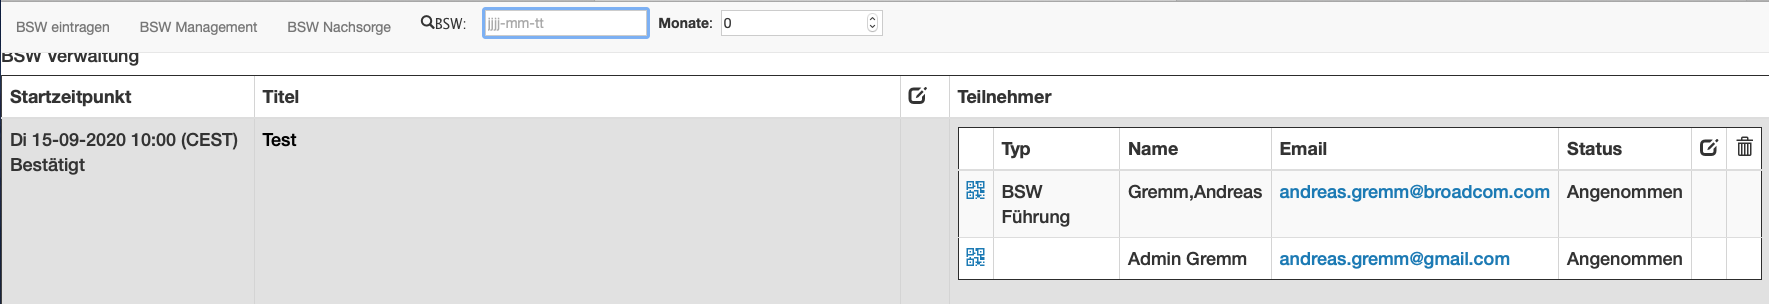 BSW eintragen BSW Management BSW Nachsorge BSW: jjjj-mm-tt Monate: 0
BSW Verwaltung
Startzeitpunkt Titel Teilnehmer
Di 15-09-2020 10:00 (CEST) Test
Bestätigt
Typ Name Email Status
BSW Gremm,Andreas andreas.gremm@broadcom.com Angenommen
Führung
Admin Gremm andreas.gremm@gmail.com Angenommen